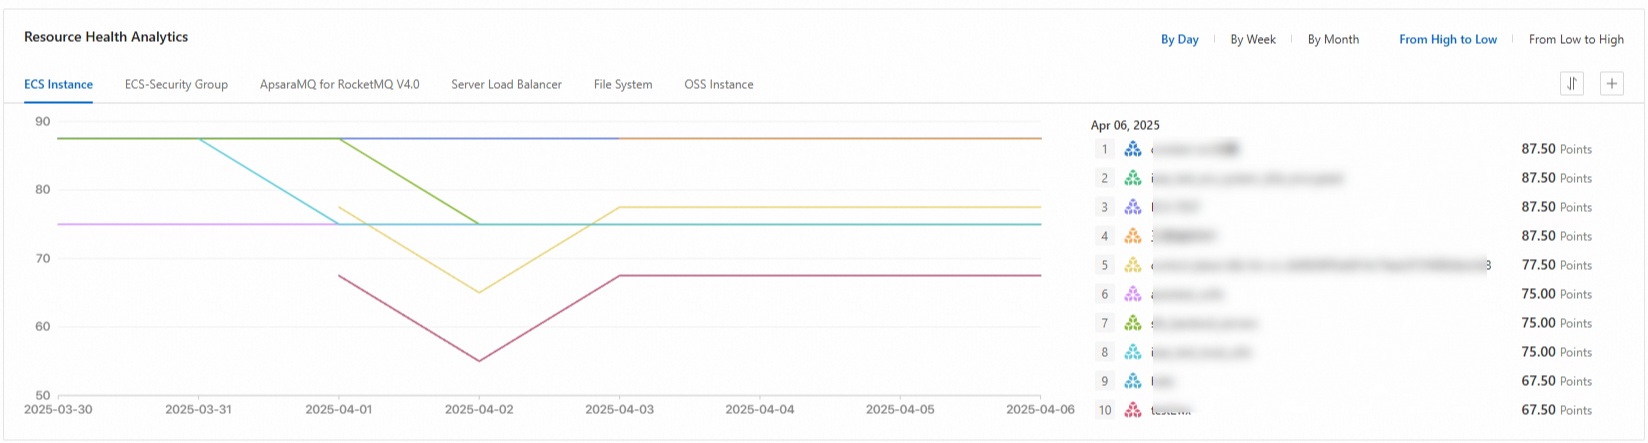 Resource Health Analytics
By Day By Week By Month From High to Low From Low to High
ECS Instance ECS-Security Group ApsaraMQ for RocketMQ V4.0 Server Load Balancer File System OSS Instance
90
80
70
60
50
2025-03-30 2025-03-31 2025-04-01 2025-04-02 2025-04-03 2025-04-04 2025-04-05 2025-04-06
Apr 06, 2025
1 87.50 Points
2 87.50 Points
3 87.50 Points
4 87.50 Points
5 77.50 Points
6 75.00 Points
7 75.00 Points
8 75.00 Points
9 67.50 Points
10 67.50 Points